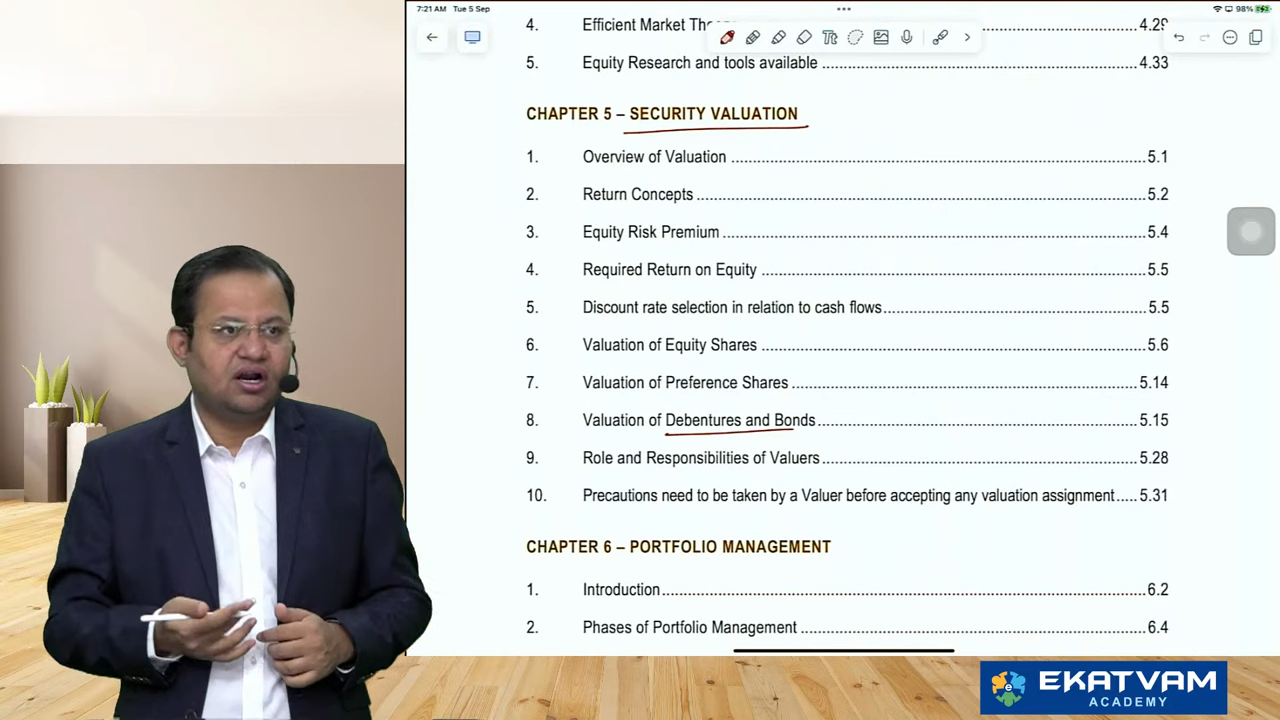 7:21 AM Tue 5 Sep
98%
4. Efficient Market The 4.29
5. Equity Research and tools available 4.33
CHAPTER 5 – SECURITY VALUATION
1. Overview of Valuation 5.1
2. Return Concepts 5.2
3. Equity Risk Premium 5.4
4. Required Return on Equity 5.5
5. Discount rate selection in relation to cash flows 5.5
6. Valuation of Equity Shares 5.6
7. Valuation of Preference Shares 5.14
8. Valuation of Debentures and Bonds 5.15
9. Role and Responsibilities of Valuers 5.28
10. Precautions need to be taken by a Valuer before accepting any valuation assignment 5.31
CHAPTER 6 – PORTFOLIO MANAGEMENT
1. Introduction 6.2
2. Phases of Portfolio Management 6.4
EKATVAM
ACADEMY